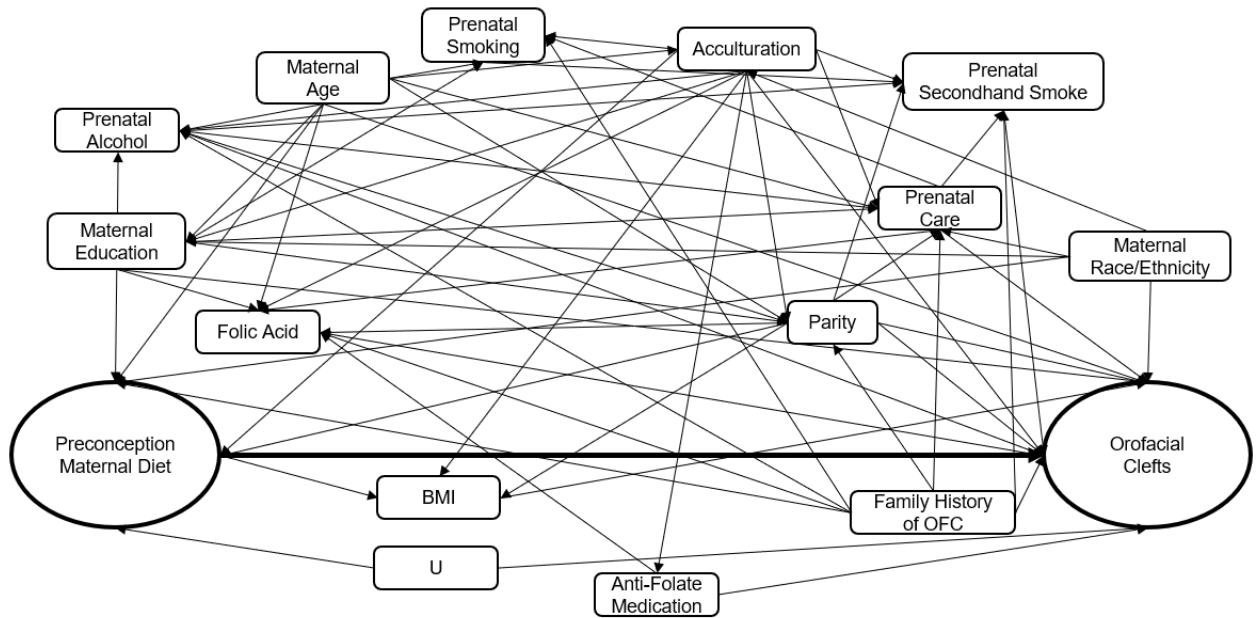 Prenatal
Smoking
Acculturation
Maternal
Age
Prenatal
Secondhand Smoke
Prenatal
Alcohol
Prenatal
Care
Maternal
Education
Maternal
Race/Ethnicity
Folic Acid
Parity
Preconception
Maternal Diet
Orofacial
Clefts
BMI
Family History
of OFC
U
Anti-Folate
Medication